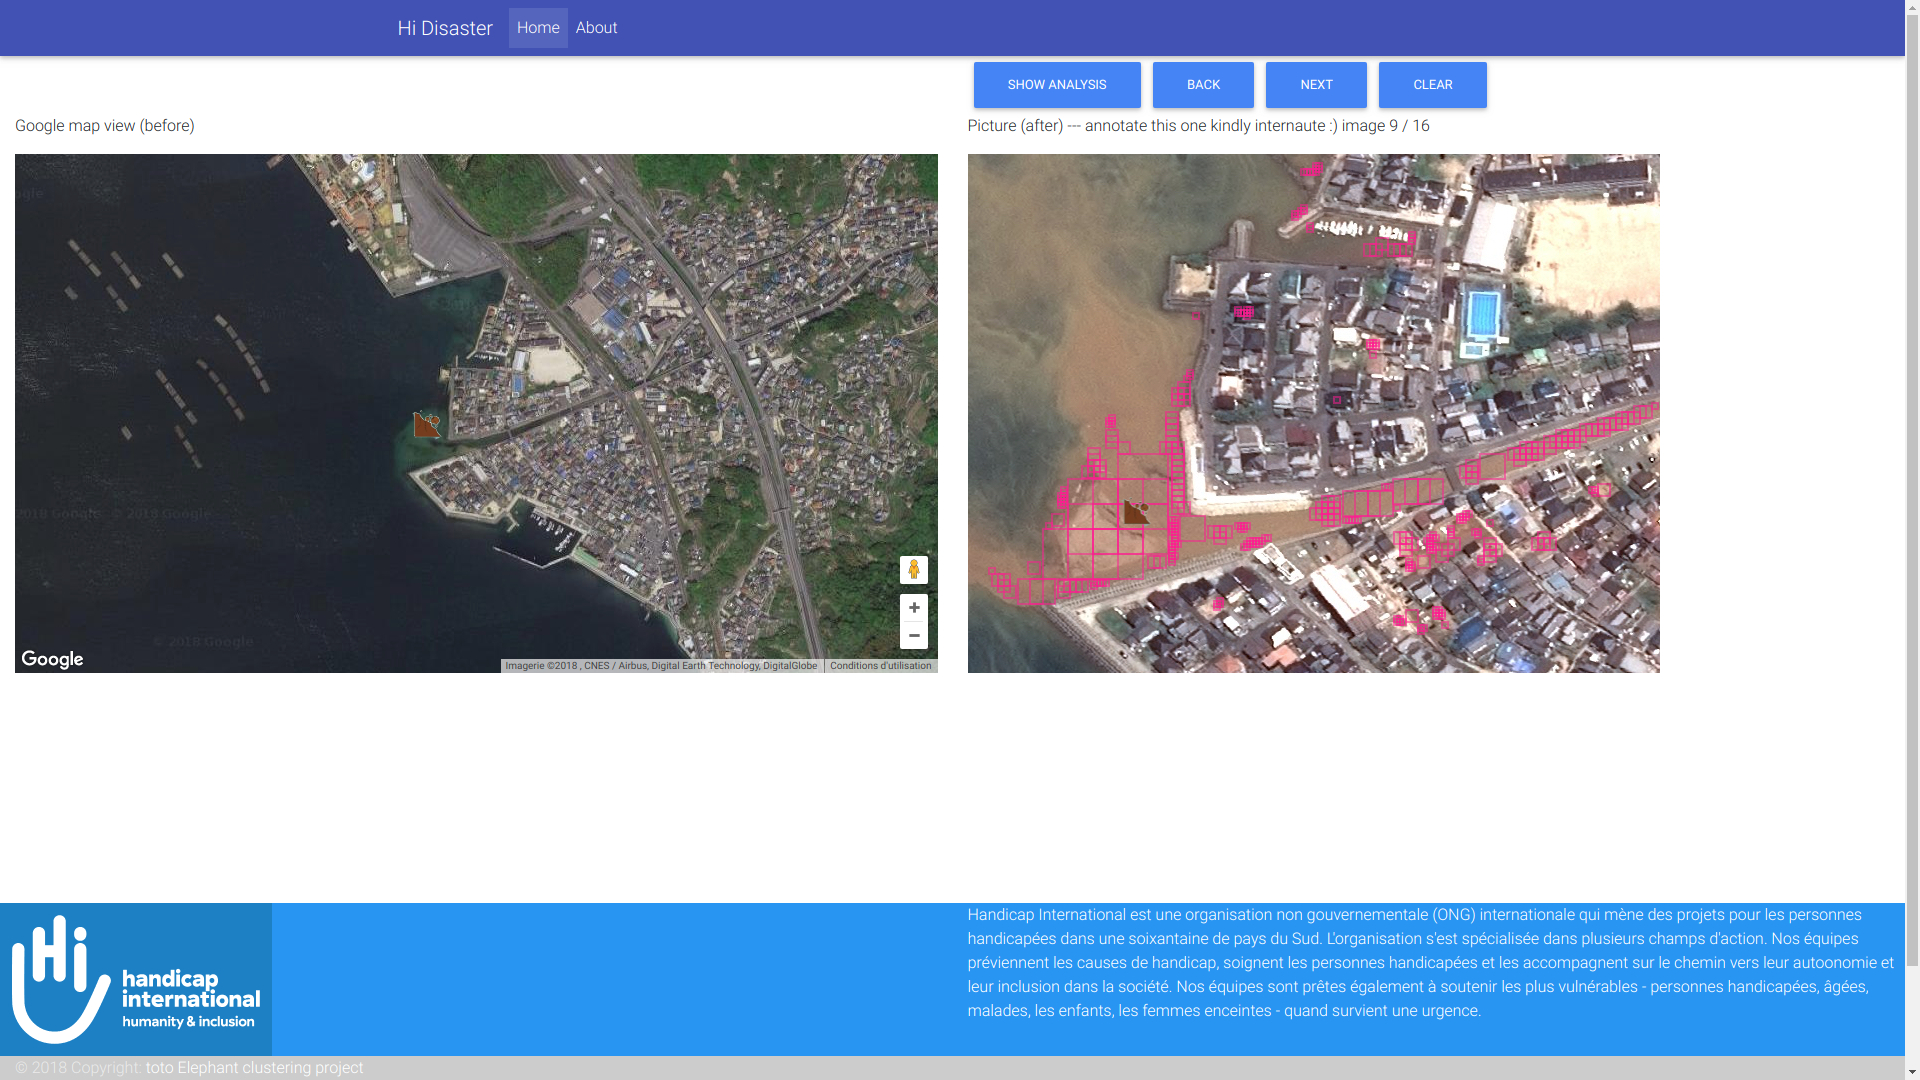 Hi Disaster
Home
About
SHOW ANALYSIS
BACK
NEXT
CLEAR
Google map view (before)
Picture (after) --- annotate this one kindly internaute :) image 9 / 16
© 2018 Google
© 2018 Google
Google
Imagerie ©2018 , CNES / Airbus, Digital Earth Technology, DigitalGlobe
Conditions d'utilisation
Hi
handicap
international
humanity & inclusion
Handicap International est une organisation non gouvernementale (ONG) internationale qui mène des projets pour les personnes
handicapées dans une soixantaine de pays du Sud. L'organisation s'est spécialisée dans plusieurs champs d'action. Nos équipes
préviennent les causes de handicap, soignent les personnes handicapées et les accompagnent sur le chemin vers leur autoonomie et
leur inclusion dans la société. Nos équipes sont prêtes également à soutenir les plus vulnérables - personnes handicapées, âgées,
malades, les enfants, les femmes enceintes - quand survient une urgence.
© 2018 Copyright: toto Elephant clustering project